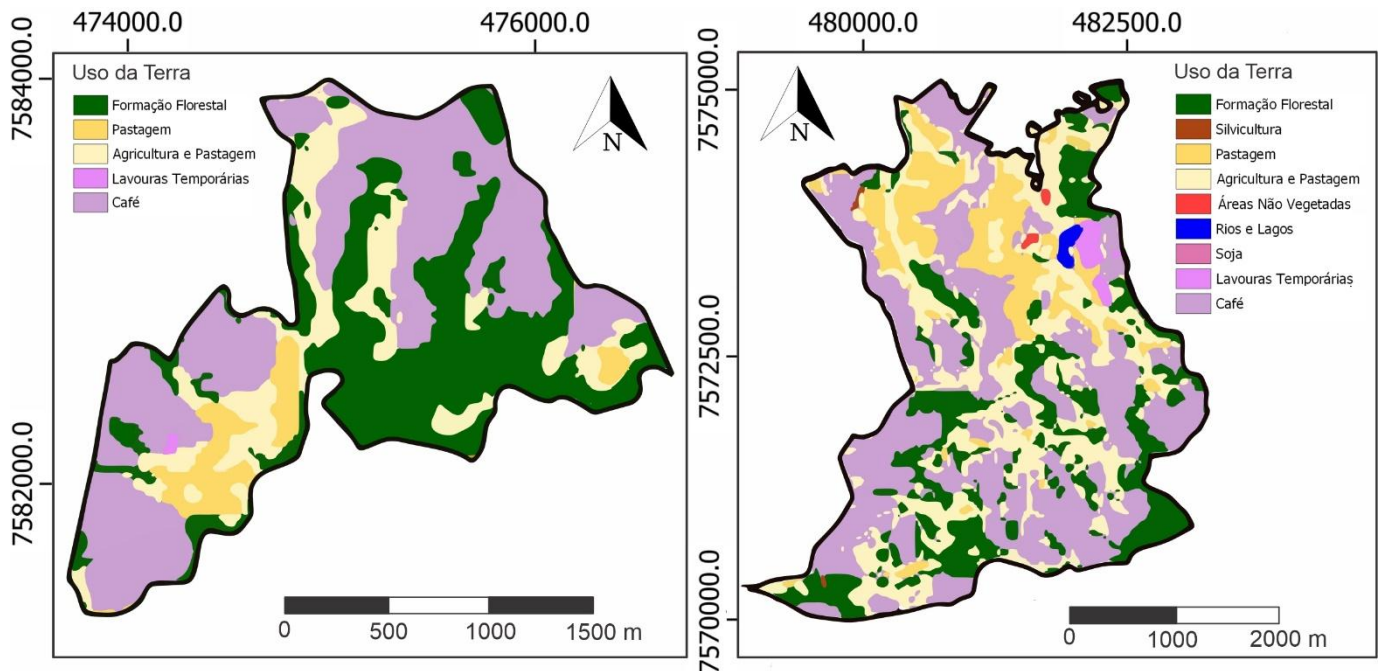 474000.0
476000.0
7584000.0
7582000.0
Uso da Terra
Formação Florestal
Pastagem
Agricultura e Pastagem
Lavouras Temporárias
Café
N
0
500
1000
1500 m
480000.0
482500.0
7575000.0
7572500.0
7570000.0
N
Uso da Terra
Formação Florestal
Silvicultura
Pastagem
Agricultura e Pastagem
Áreas Não Vegetadas
Rios e Lagos
Soja
Lavouras Temporárias
Café
0
1000
2000 m